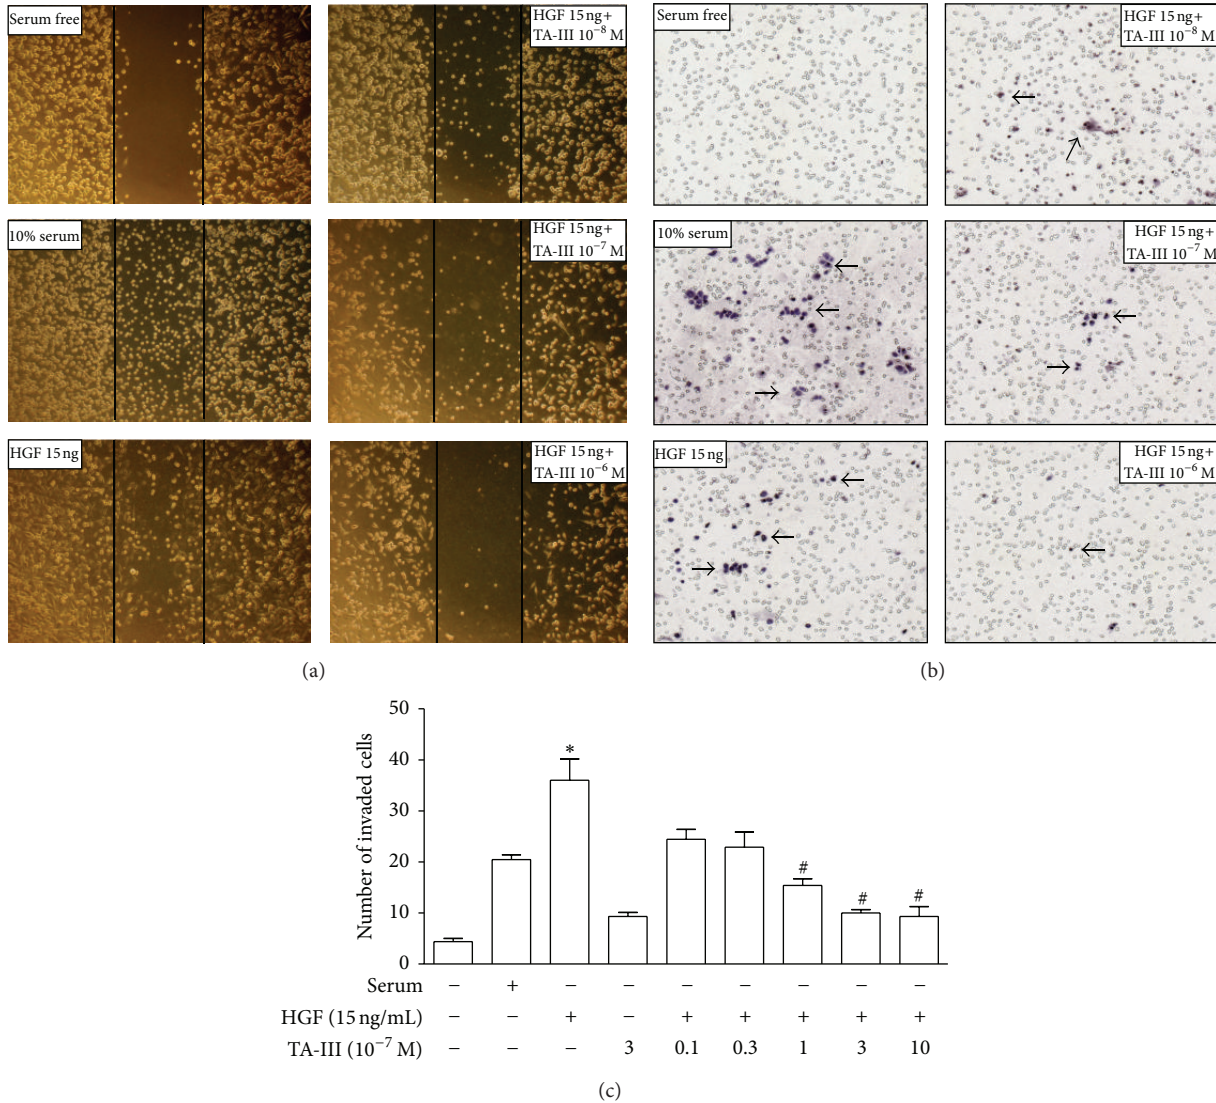 Serum free
HGF 15 ng+
TA-III 10⁻⁸ M
10% serum
HGF 15 ng+
TA-III 10⁻⁷ M
HGF 15 ng
HGF 15 ng+
TA-III 10⁻⁶ M
(a)
Serum free
HGF 15 ng+
TA-III 10⁻⁸ M
10% serum
HGF 15 ng+
TA-III 10⁻⁷ M
HGF 15 ng
HGF 15 ng+
TA-III 10⁻⁶ M
(b)
Number of invaded cells
50
40
30
20
10
0
*
#
#
#
Serum − + − − − − − − −
HGF (15 ng/mL) − − + − + + + + +
TA-III (10⁻⁷ M) − − − 3 0.1 0.3 1 3 10
(c)